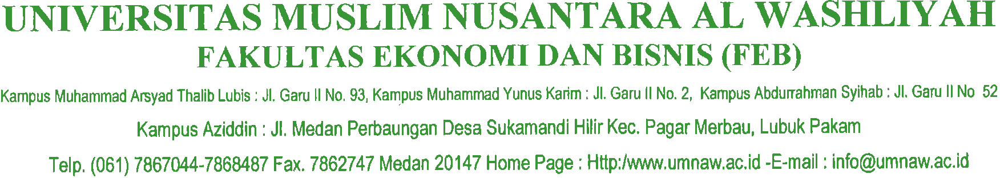 UNIVERSITAS MUSLIM NUSANTARA AL WASHLIYAH
FAKULTAS EKONOMI DAN BISNIS (FEB)
Kampus Muhammad Arsyad Thalib Lubis : Jl. Garu II No. 93, Kampus Muhammad Yunus Karim : Jl. Garu II No. 2, Kampus Abdurrahman Syihab : Jl. Garu II No 52
Kampus Aziddin : Jl. Medan Perbaungan Desa Sukamandi Hilir Kec. Pagar Merbau, Lubuk Pakam
Telp. (061) 7867044-7868487 Fax. 7862747 Medan 20147 Home Page : Http:/www.umnaw.ac.id -E-mail : info@umnaw.ac.id